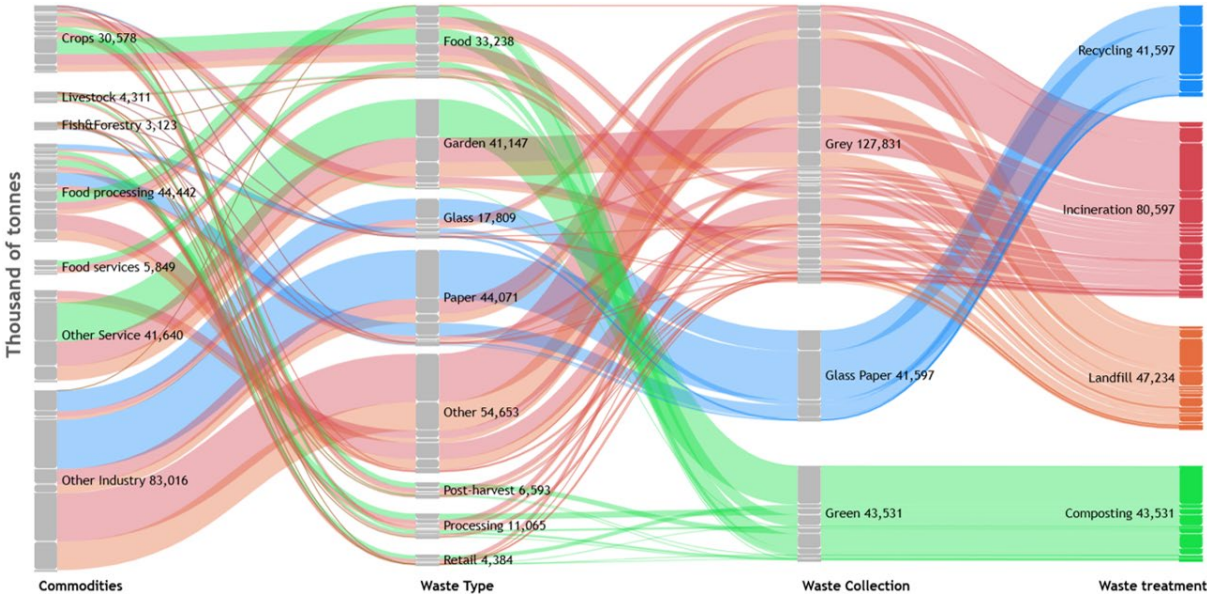 Thousand of tonnes
Crops 30,578
Livestock 4,311
Fish&Forestry 3,123
Food processing 44,442
Food services 5,849
Other Service 41,640
Other Industry 83,016
Food 33,238
Garden 41,147
Glass 17,809
Paper 44,071
Other 54,653
Post-harvest 6,593
Processing 11,065
Retail 4,384
Grey 127,831
Glass Paper 41,597
Green 43,531
Recycling 41,597
Incineration 80,597
Landfill 47,234
Composting 43,531
Commodities
Waste Type
Waste Collection
Waste treatment